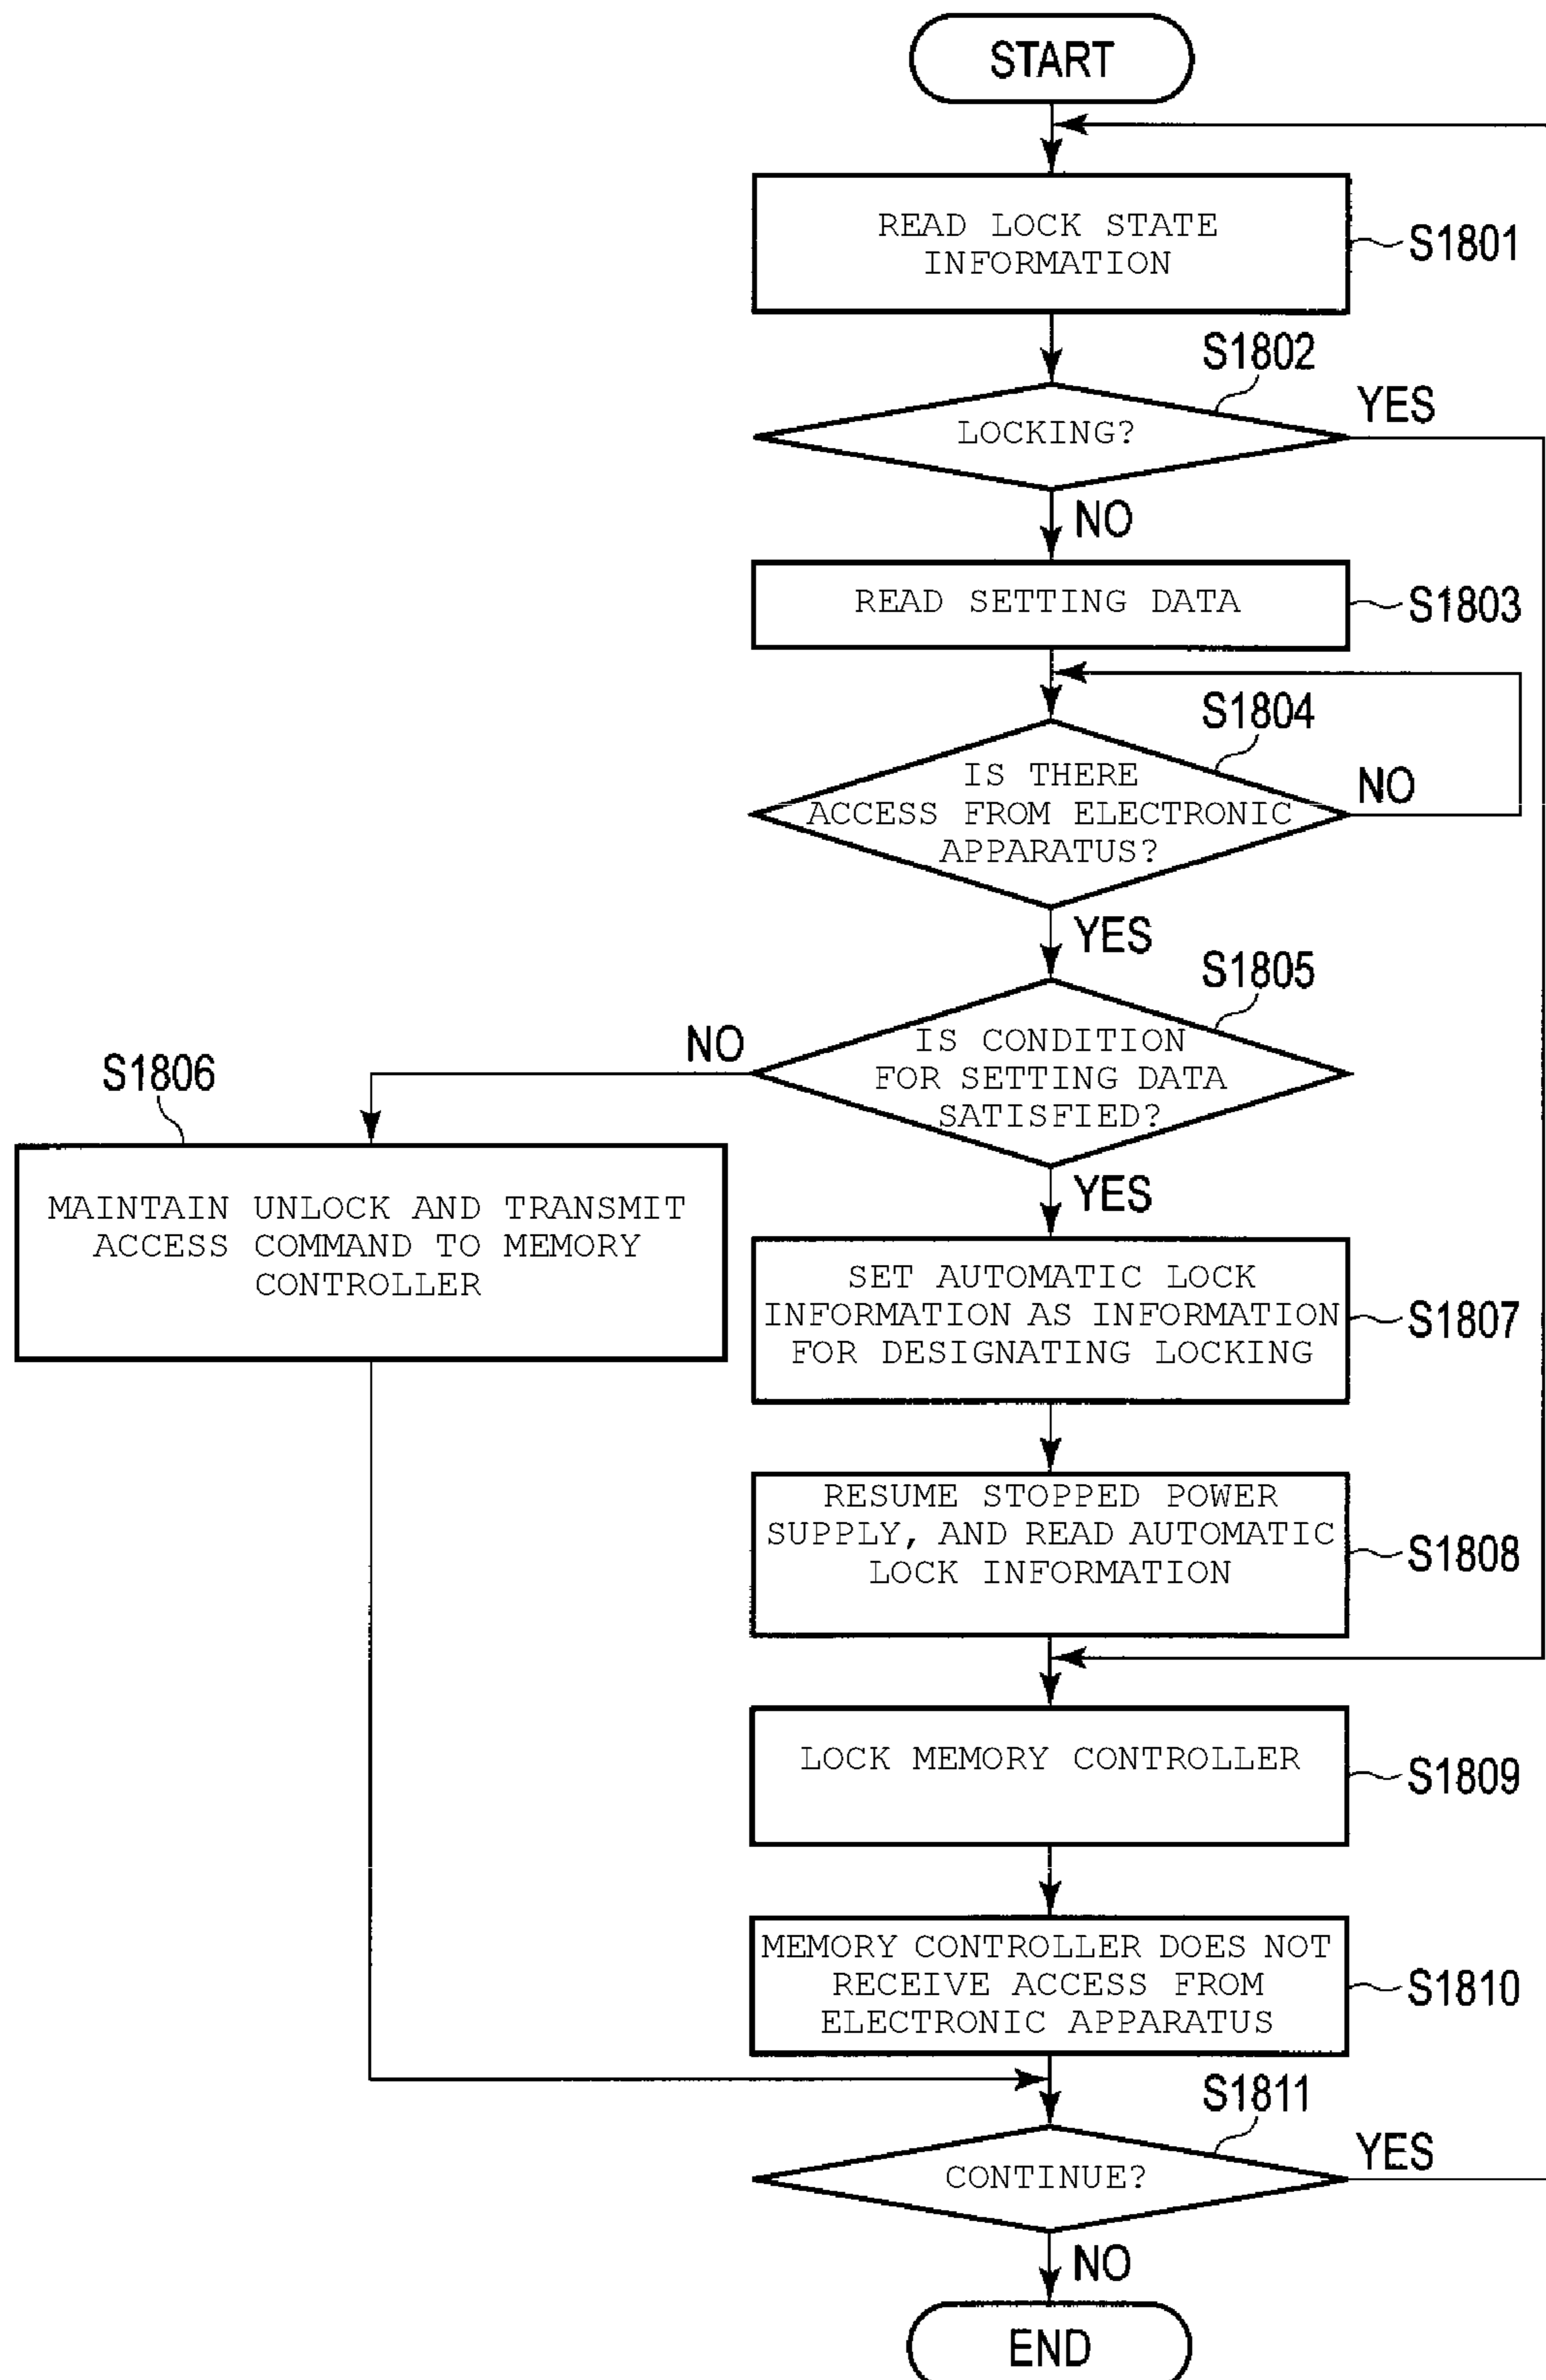 START
READ LOCK STATE
INFORMATION
S1801
S1802
LOCKING?
YES
NO
READ SETTING DATA
S1803
S1804
IS THERE
ACCESS FROM ELECTRONIC
APPARATUS?
NO
YES
S1805
IS CONDITION
FOR SETTING DATA
SATISFIED?
NO
S1806
MAINTAIN UNLOCK AND TRANSMIT
ACCESS COMMAND TO MEMORY
CONTROLLER
YES
SET AUTOMATIC LOCK
INFORMATION AS INFORMATION
FOR DESIGNATING LOCKING
S1807
RESUME STOPPED POWER
SUPPLY, AND READ AUTOMATIC
LOCK INFORMATION
S1808
LOCK MEMORY CONTROLLER
S1809
MEMORY CONTROLLER DOES NOT
RECEIVE ACCESS FROM
ELECTRONIC APPARATUS
S1810
S1811
CONTINUE?
YES
NO
END